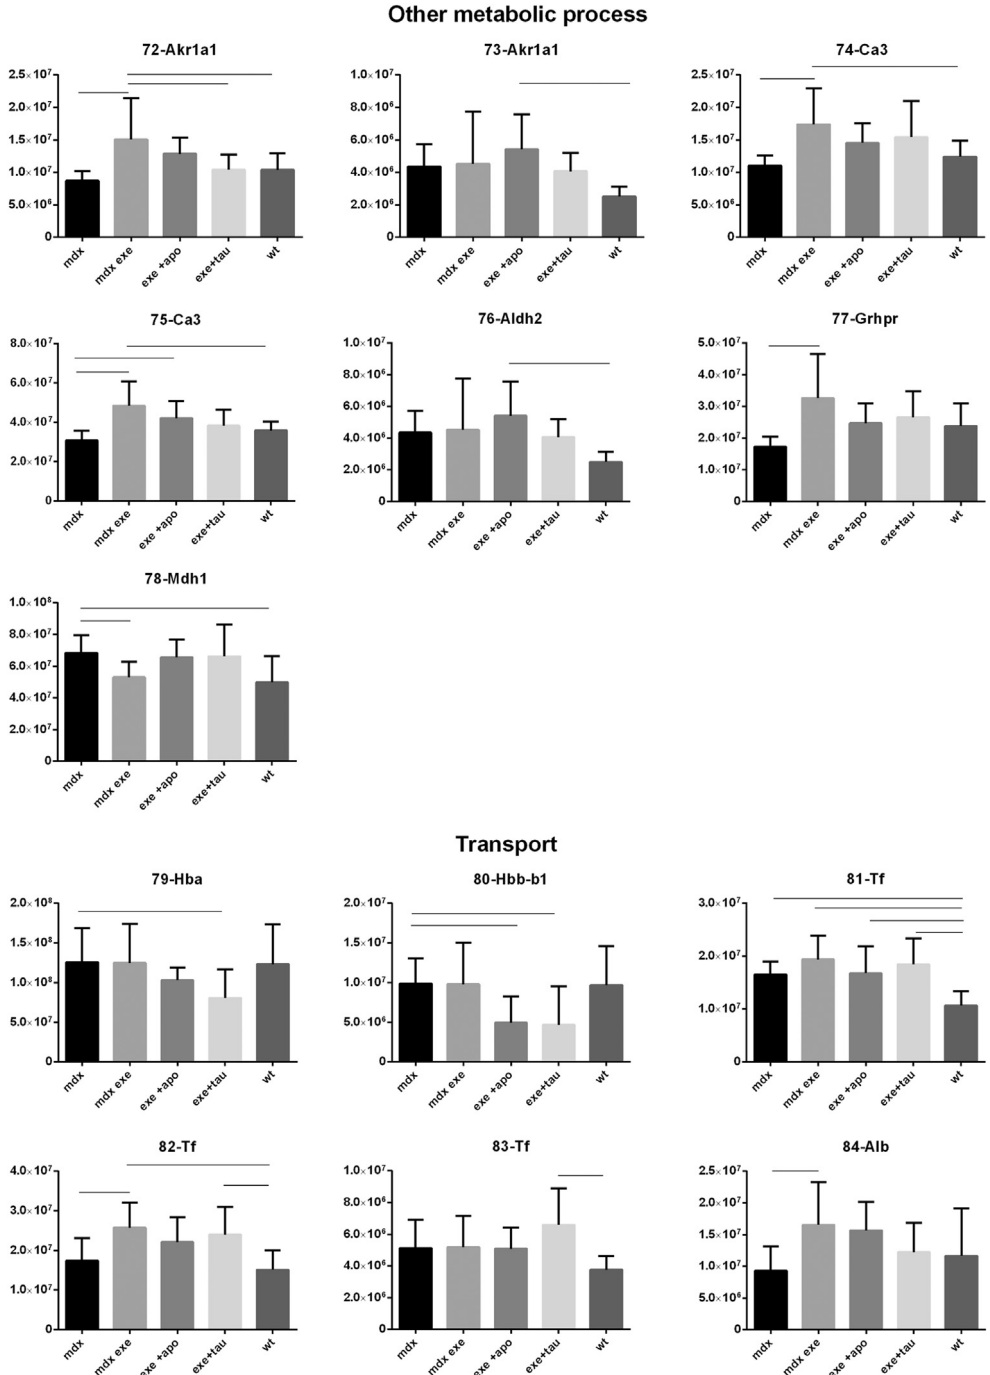 Other metabolic process
72-Akr1a1
2.5×10⁷
2.0×10⁷
1.5×10⁷
1.0×10⁷
5.0×10⁶
0
mdx
mdx exe
exe +apo
exe+tau
wt
73-Akr1a1
1.0×10⁷
8.0×10⁶
6.0×10⁶
4.0×10⁶
2.0×10⁶
0
mdx
mdx exe
exe +apo
exe+tau
wt
74-Ca3
2.5×10⁷
2.0×10⁷
1.5×10⁷
1.0×10⁷
5.0×10⁶
0
mdx
mdx exe
exe +apo
exe+tau
wt
75-Ca3
8.0×10⁷
6.0×10⁷
4.0×10⁷
2.0×10⁷
0
mdx
mdx exe
exe +apo
exe+tau
wt
76-Aldh2
1.0×10⁷
8.0×10⁶
6.0×10⁶
4.0×10⁶
2.0×10⁶
0
mdx
mdx exe
exe +apo
exe+tau
wt
77-Grhpr
5.0×10⁷
4.0×10⁷
3.0×10⁷
2.0×10⁷
1.0×10⁷
0
mdx
mdx exe
exe +apo
exe+tau
wt
78-Mdh1
1.0×10⁸
8.0×10⁷
6.0×10⁷
4.0×10⁷
2.0×10⁷
0
mdx
mdx exe
exe +apo
exe+tau
wt
Transport
79-Hba
2.0×10⁸
1.5×10⁸
1.0×10⁸
5.0×10⁷
0
mdx
mdx exe
exe +apo
exe+tau
wt
80-Hbb-b1
2.0×10⁷
1.5×10⁷
1.0×10⁷
5.0×10⁶
0
mdx
mdx exe
exe +apo
exe+tau
wt
81-Tf
3.0×10⁷
2.0×10⁷
1.0×10⁷
0
mdx
mdx exe
exe +apo
exe+tau
wt
82-Tf
4.0×10⁷
3.0×10⁷
2.0×10⁷
1.0×10⁷
0
mdx
mdx exe
exe +apo
exe+tau
wt
83-Tf
1.0×10⁷
8.0×10⁶
6.0×10⁶
4.0×10⁶
2.0×10⁶
0
mdx
mdx exe
exe +apo
exe+tau
wt
84-Alb
2.5×10⁷
2.0×10⁷
1.5×10⁷
1.0×10⁷
5.0×10⁶
0
mdx
mdx exe
exe +apo
exe+tau
wt